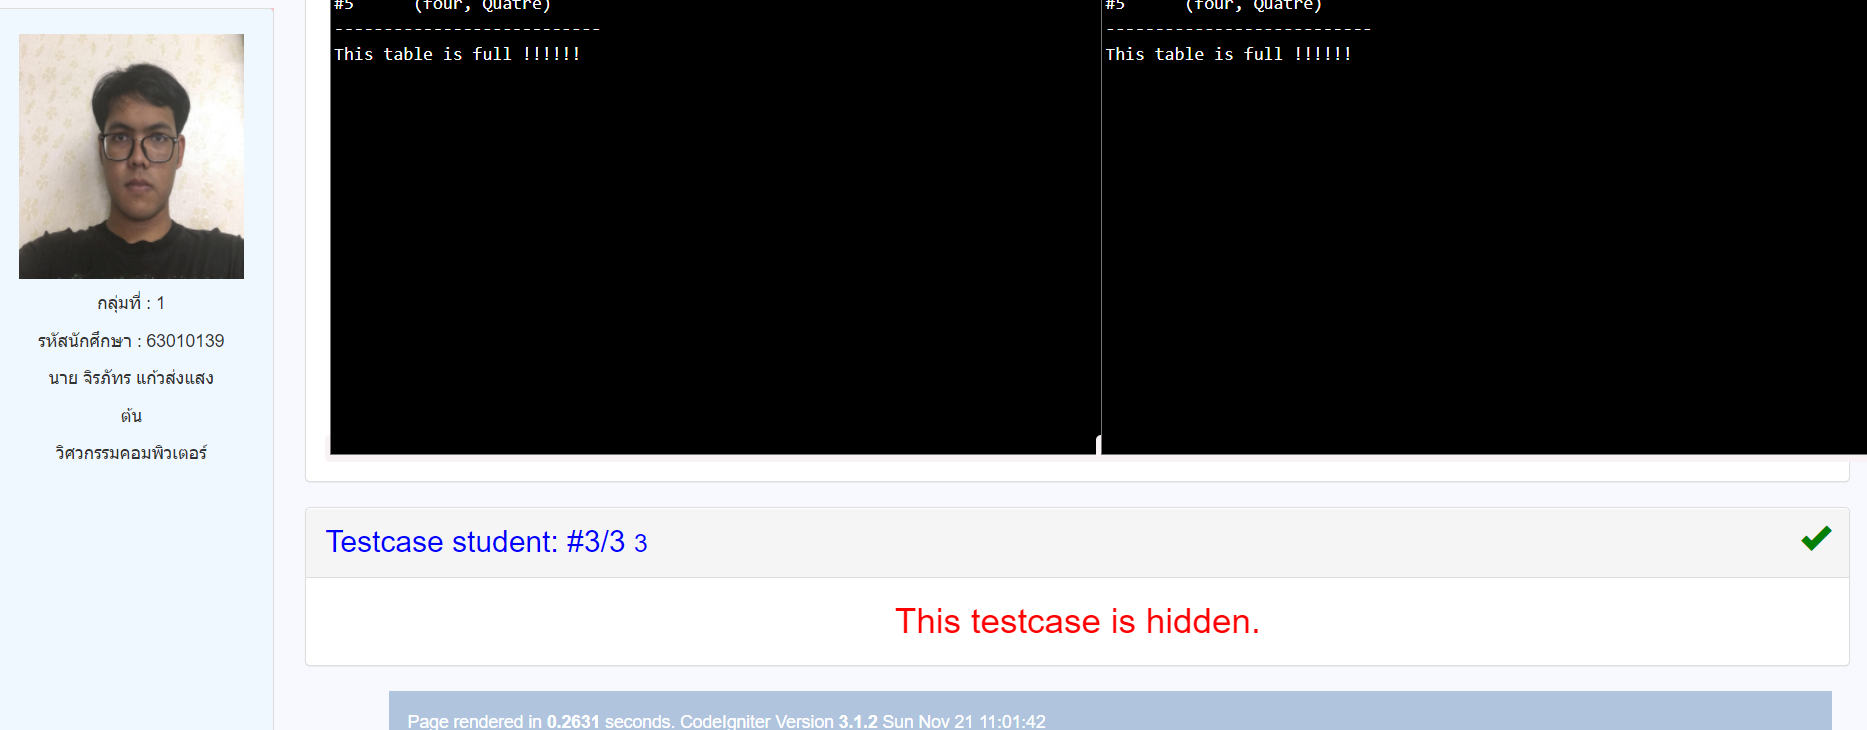 #5      (four, Quatre)
---------------------------
This table is full !!!!!!
#5      (four, Quatre)
---------------------------
This table is full !!!!!!
กลุ่มที่ : 1
รหัสนักศึกษา : 63010139
นาย จิรภัทร แก้วส่งแสง
ต้น
วิศวกรรมคอมพิวเตอร์
Testcase student: #3/3 3
This testcase is hidden.
Page rendered in 0.2631 seconds. CodeIgniter Version 3.1.2 Sun Nov 21 11:01:42